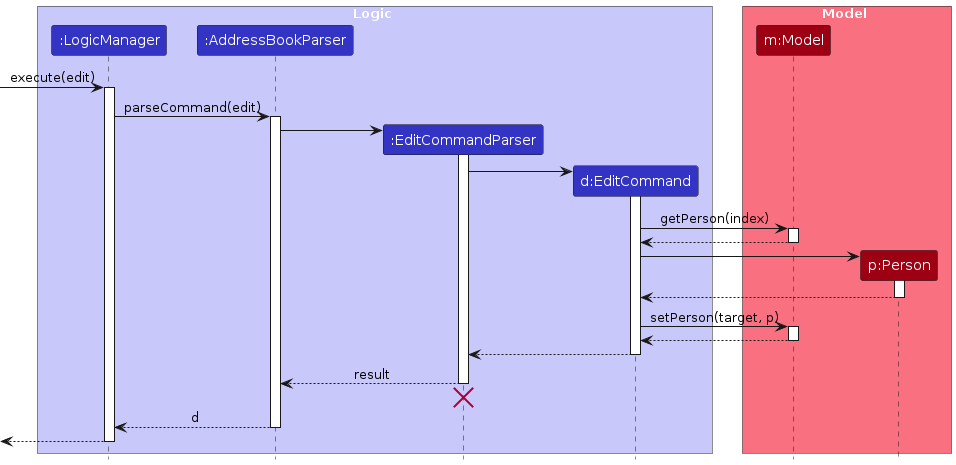 Logic
Model
:LogicManager
:AddressBookParser
m:Model
execute(edit)
parseCommand(edit)
:EditCommandParser
d:EditCommand
getPerson(index)
p:Person
setPerson(target, p)
result
d